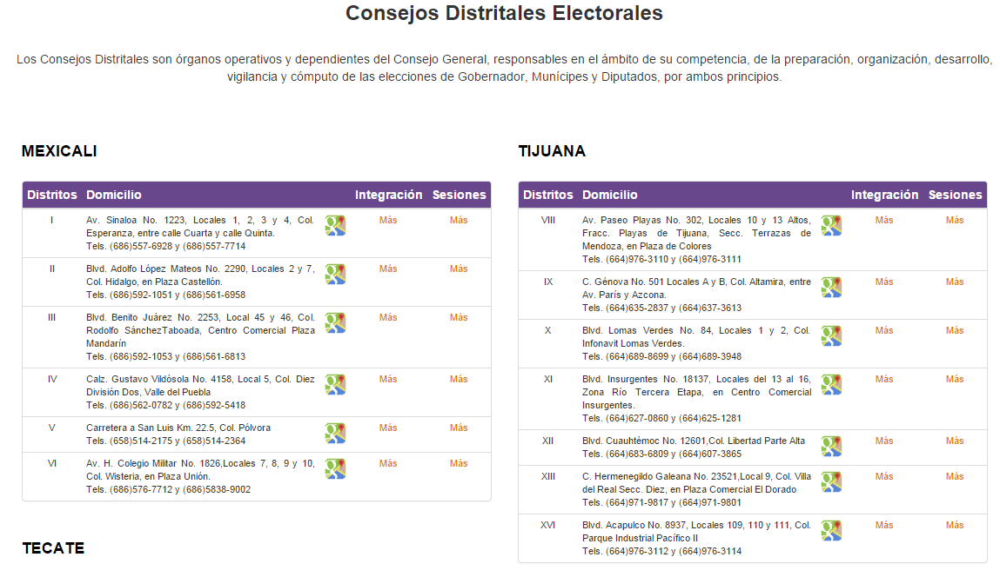 Consejos Distritales Electorales
Los Consejos Distritales son órganos operativos y dependientes del Consejo General, responsables en el ámbito de su competencia, de la preparación, organización, desarrollo,
vigilancia y cómputo de las elecciones de Gobernador, Munícipes y Diputados, por ambos principios.
MEXICALI
Distritos Domicilio Integración Sesiones
I Av. Sinaloa No. 1223, Locales 1, 2, 3 y 4, Col. Más Más
Esperanza, entre calle Cuarta y calle Quinta.
Tels. (686)557-6928 y (686)557-7714
II Blvd. Adolfo López Mateos No. 2290, Locales 2 y 7, Más Más
Col. Hidalgo, en Plaza Castellón.
Tels. (686)592-1051 y (686)561-6958
III Blvd. Benito Juárez No. 2253, Local 45 y 46, Col. Más Más
Rodolfo SánchezTaboada, Centro Comercial Plaza
Mandarín
Tels. (686)592-1053 y (686)561-6813
IV Calz. Gustavo Vildósola No. 4158, Local 5, Col. Diez Más Más
División Dos, Valle del Puebla
Tels. (686)562-0782 y (686)592-5418
V Carretera a San Luis Km. 22.5, Col. Pólvora Más Más
Tels. (658)514-2175 y (658)514-2364
VI Av. H. Colegio Militar No. 1826,Locales 7, 8, 9 y 10, Más Más
Col. Wisteria, en Plaza Unión.
Tels. (686)576-7712 y (686)5838-9002
TECATE
TIJUANA
Distritos Domicilio Integración Sesiones
VIII Av. Paseo Playas No. 302, Locales 10 y 13 Altos, Más Más
Fracc. Playas de Tijuana, Secc. Terrazas de
Mendoza, en Plaza de Colores
Tels. (664)976-3110 y (664)976-3111
IX C. Génova No. 501 Locales A y B, Col. Altamira, entre Más Más
Av. París y Azcona.
Tels. (664)635-2837 y (664)637-3613
X Blvd. Lomas Verdes No. 84, Locales 1 y 2, Col. Más Más
Infonavit Lomas Verdes.
Tels. (664)689-8699 y (664)689-3948
XI Blvd. Insurgentes No. 18137, Locales del 13 al 16, Más Más
Zona Río Tercera Etapa, en Centro Comercial
Insurgentes.
Tels. (664)627-0860 y (664)625-1281
XII Blvd. Cuauhtémoc No. 12601,Col. Libertad Parte Alta Más Más
Tels. (664)683-6809 y (664)607-3865
XIII C. Hermenegildo Galeana No. 23521,Local 9, Col. Villa Más Más
del Real Secc. Diez, en Plaza Comercial El Dorado
Tels. (664)971-9817 y (664)971-9801
XVI Blvd. Acapulco No. 8937, Locales 109, 110 y 111, Col. Más Más
Parque Industrial Pacífico II
Tels. (664)976-3112 y (664)976-3114